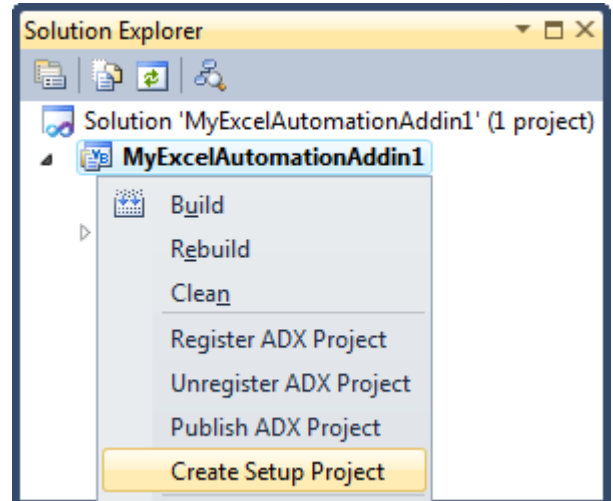 Solution Explorer
Solution 'MyExcelAutomationAddin1' (1 project)
MyExcelAutomationAddin1
Build
Rebuild
Clean
Register ADX Project
Unregister ADX Project
Publish ADX Project
Create Setup Project